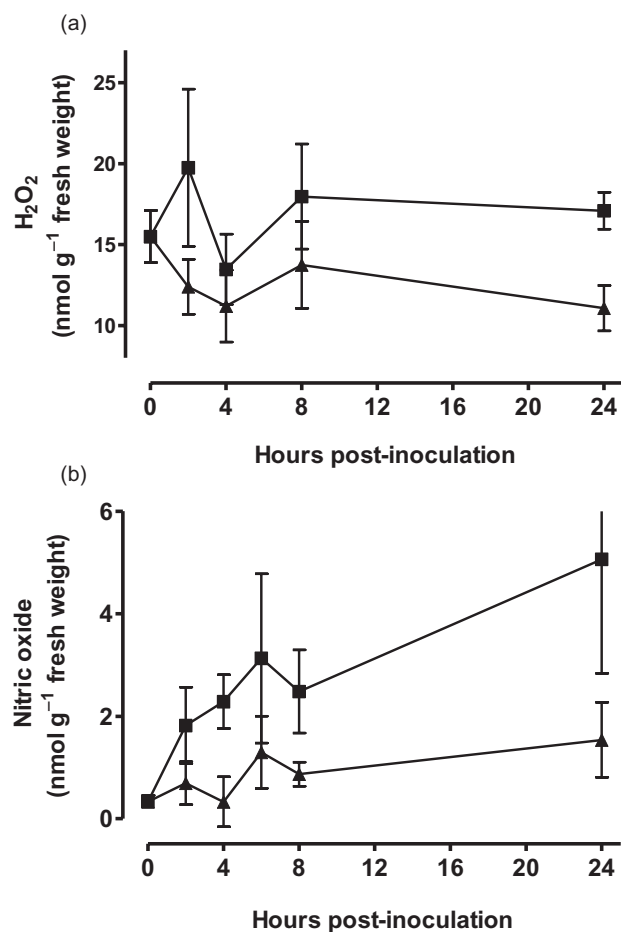 (a)
H₂O₂
(nmol g⁻¹ fresh weight)
25
20
15
10
0 4 8 12 16 20 24
Hours post-inoculation
(b)
Nitric oxide
(nmol g⁻¹ fresh weight)
6
4
2
0
0 4 8 12 16 20 24
Hours post-inoculation